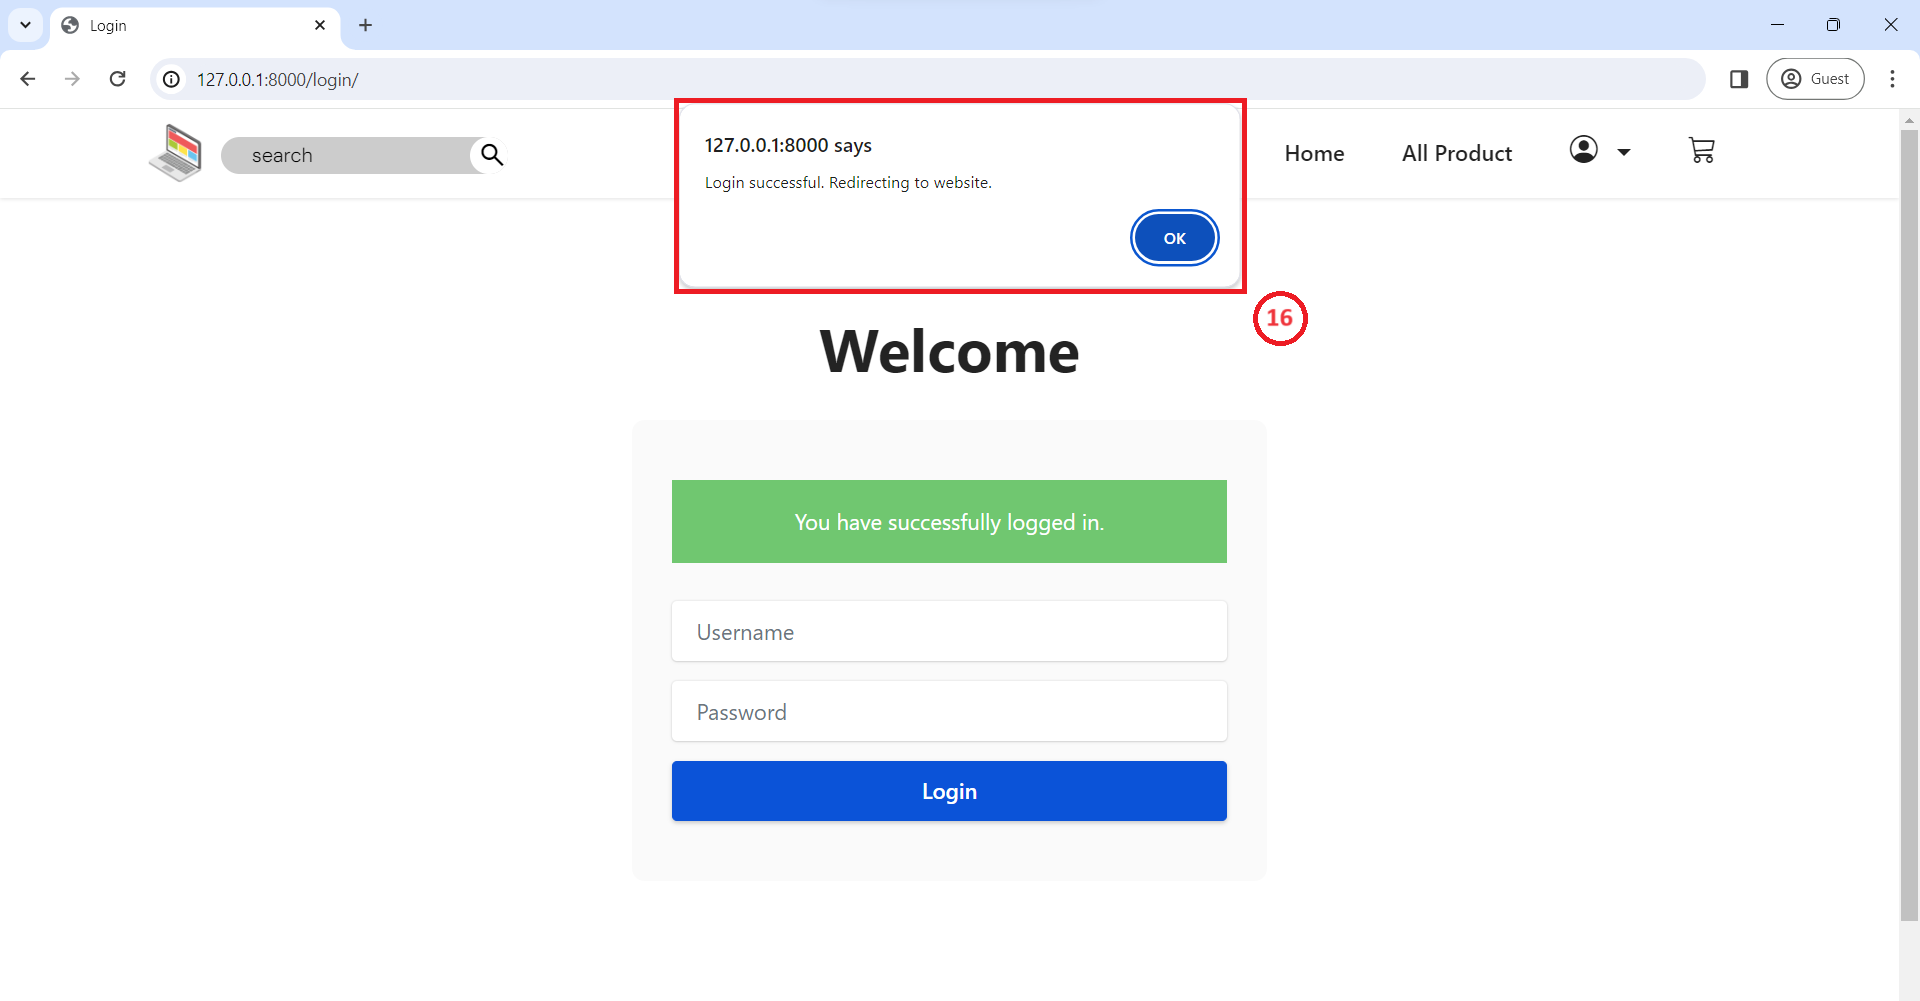 Login
127.0.0.1:8000/login/
Guest
search
127.0.0.1:8000 says
Login successful. Redirecting to website.
OK
Home
All Product
16
Welcome
You have successfully logged in.
Username
Password
Login